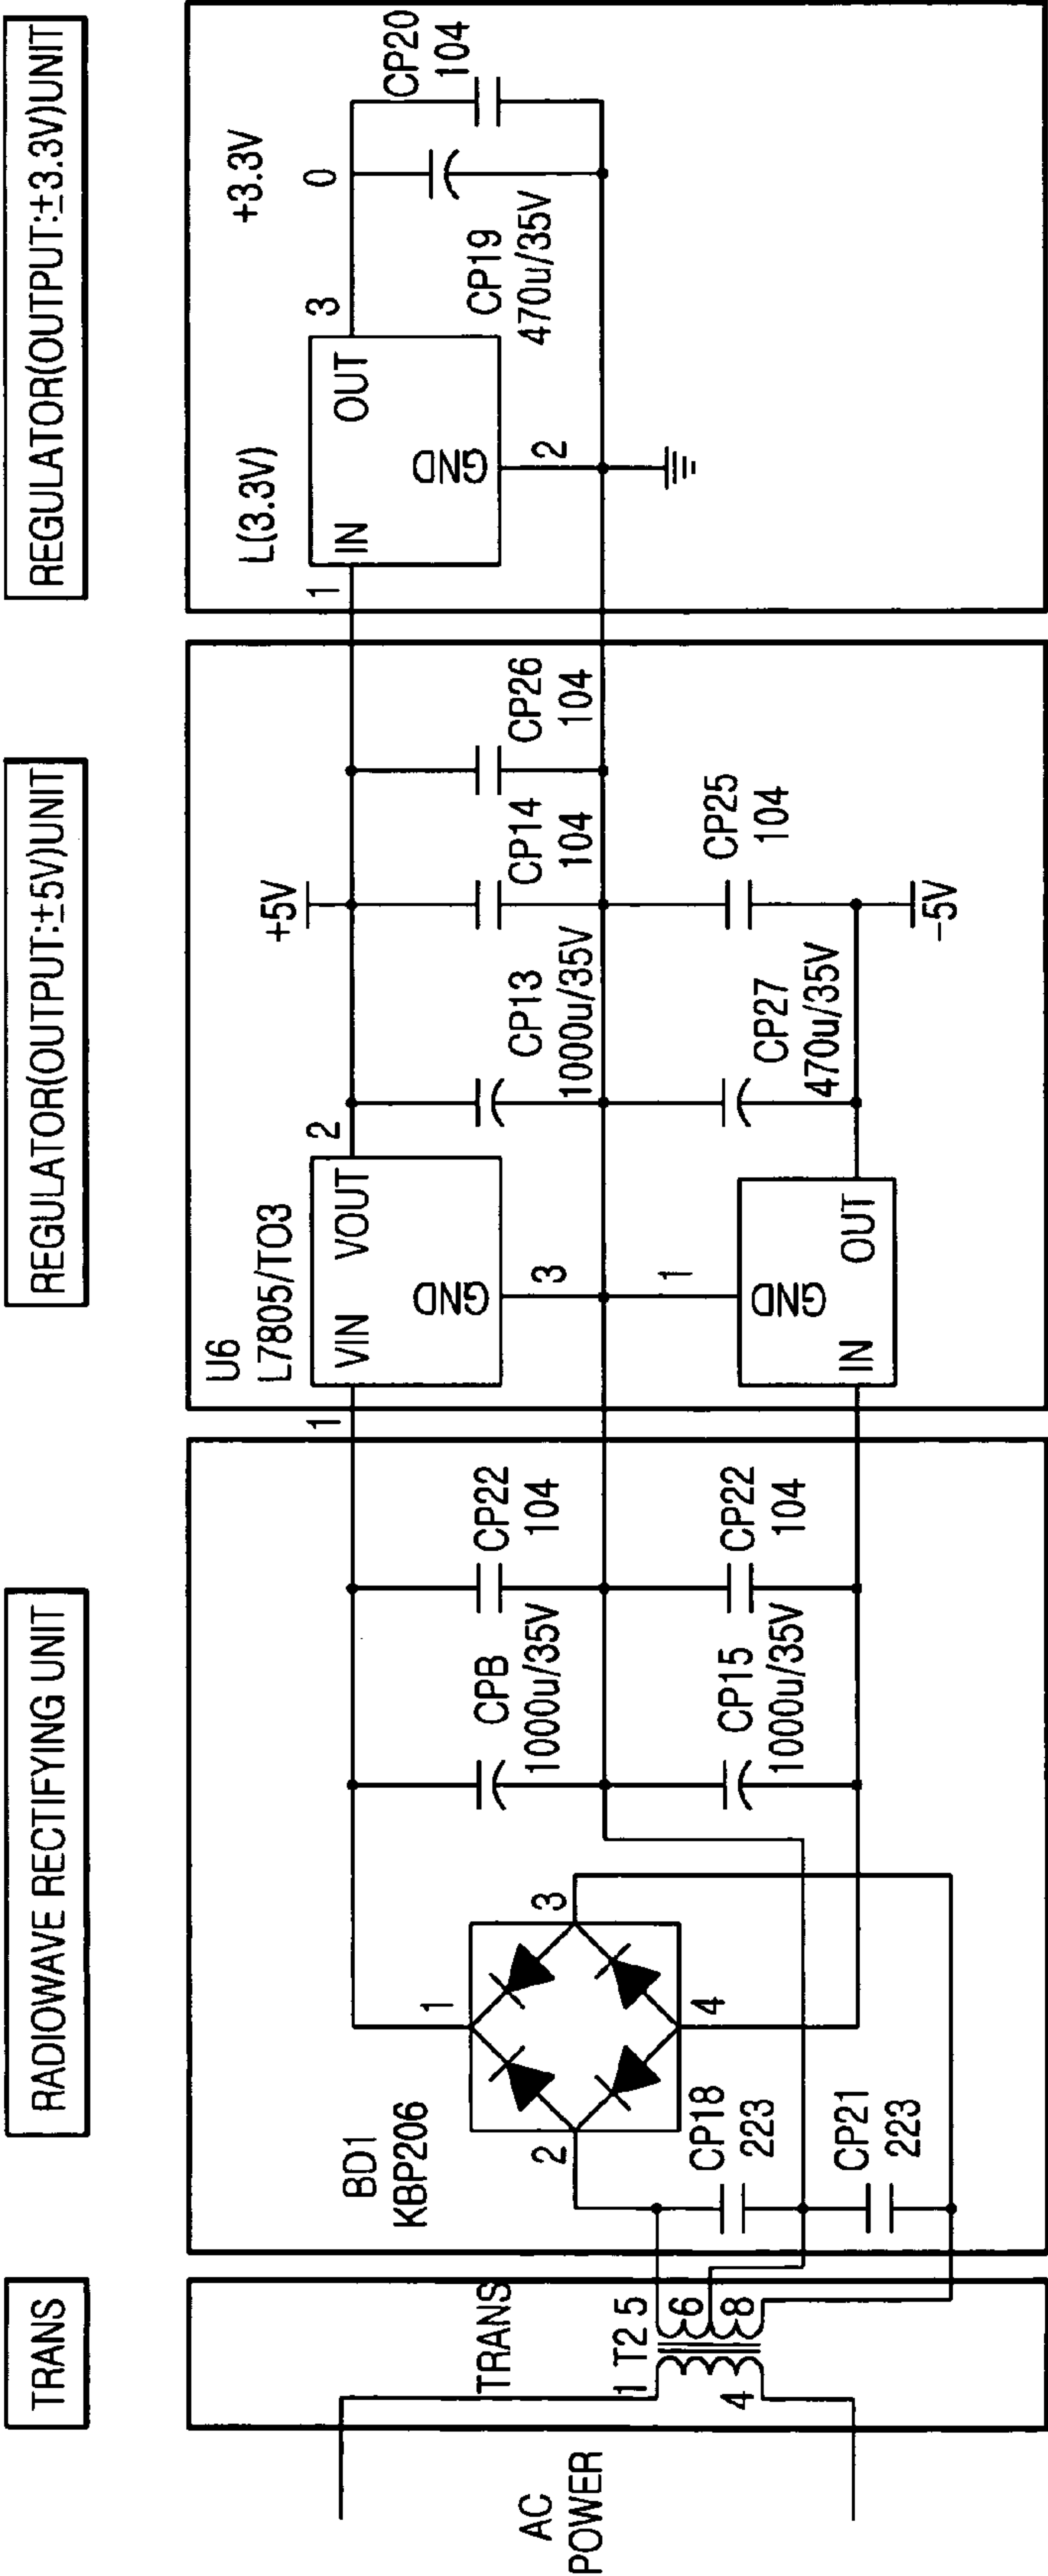 TRANS
RADIOWAVE RECTIFYING UNIT
REGULATOR(OUTPUT:±5V)UNIT
REGULATOR(OUTPUT:±3.3V)UNIT
AC
POWER
TRANS
1
T2
5
6
8
4
BD1
KBP206
1
2
3
4
CP18
223
CP21
223
CPB
1000u/35V
CP22
104
CP15
1000u/35V
CP22
104
U6
L7805/TO3
1
VIN
VOUT
2
GND
3
+5V
CP13
1000u/35V
CP14
104
CP26
104
1
GND
IN
OUT
CP27
470u/35V
CP25
104
−5V
L(3.3V)
1
IN
OUT
3
GND
2
0
+3.3V
CP19
470u/35V
CP20
104